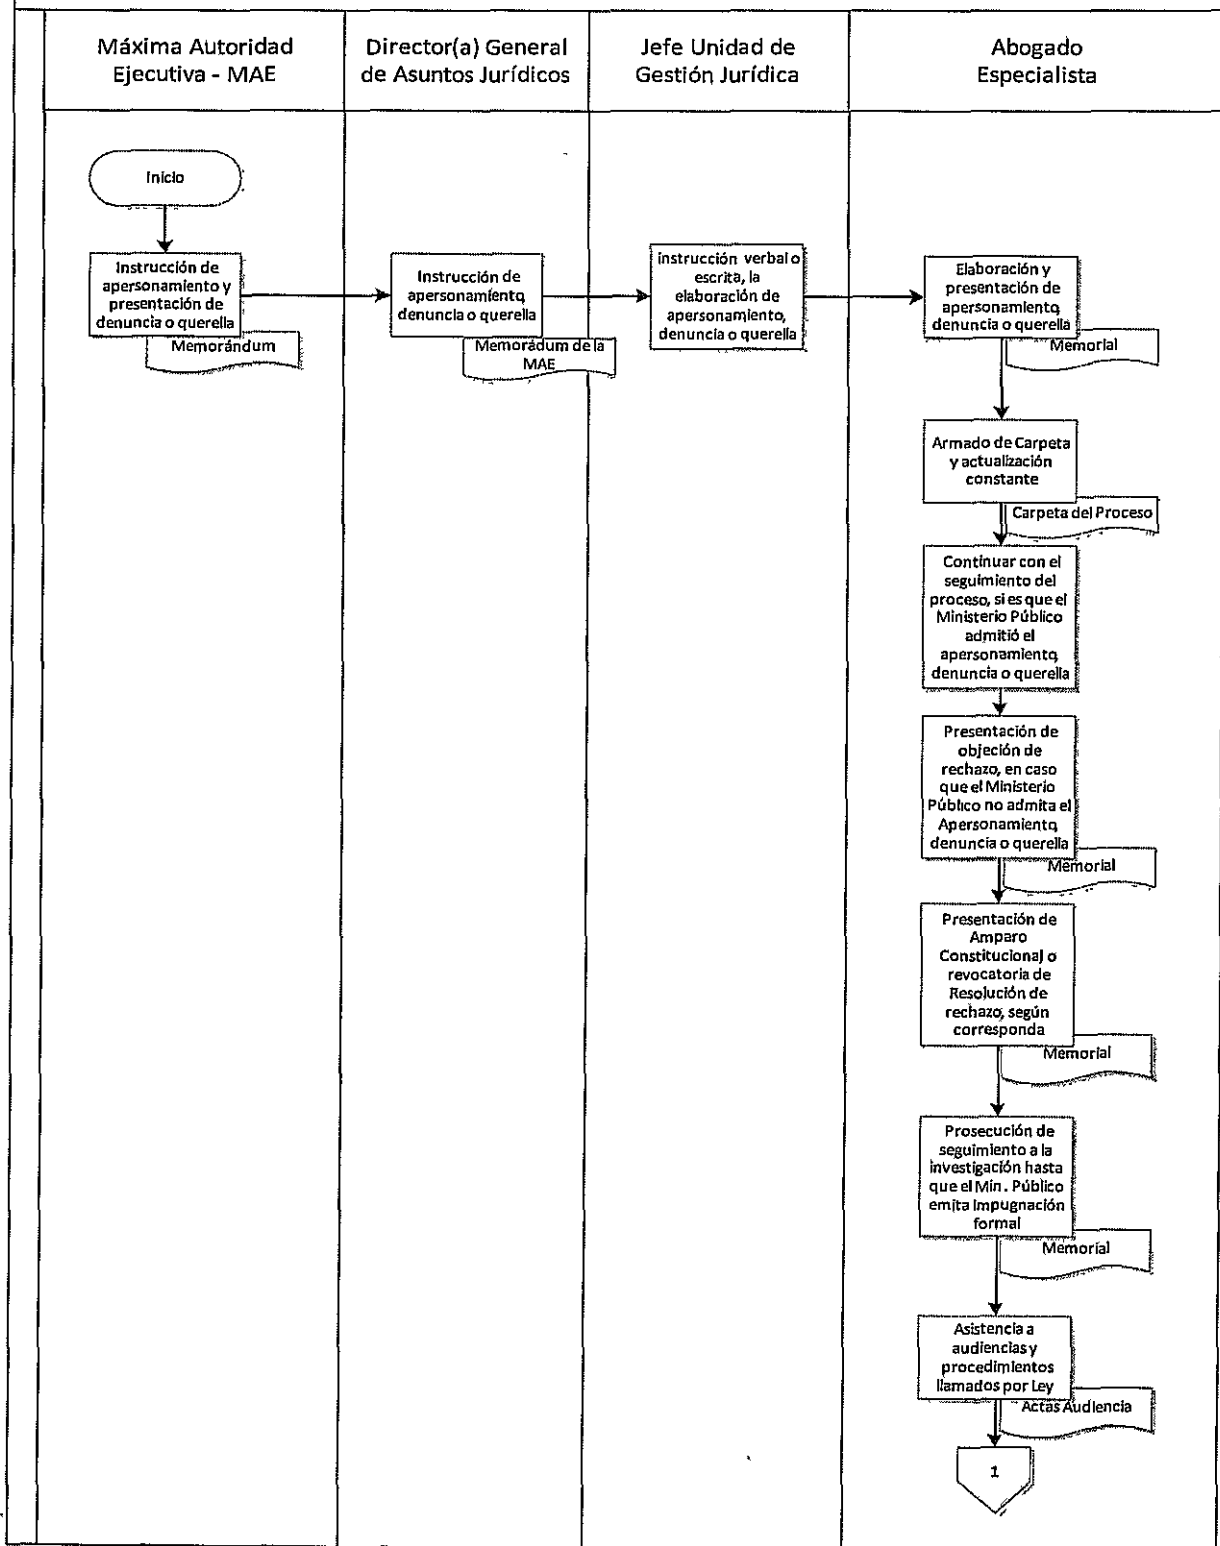 Máxima Autoridad
Ejecutiva - MAE
Director(a) General
de Asuntos Jurídicos
Jefe Unidad de
Gestión Jurídica
Abogado
Especialista
Inicio
Instrucción de
apersonamiento y
presentación de
denuncia o querella
Memorándum
Instrucción de
apersonamiento,
denuncia o querella
Memorádum de la
MAE
instrucción verbal o
escrita, la
elaboración de
apersonamiento,
denuncia o querella
Elaboración y
presentación de
apersonamiento,
denuncia o querella
Memorial
Armado de Carpeta
y actualización
constante
Carpeta del Proceso
Continuar con el
seguimiento del
proceso, si es que el
Ministerio Público
admitió el
apersonamiento,
denuncia o querella
Presentación de
objeción de
rechazo, en caso
que el Ministerio
Público no admita el
Apersonamiento,
denuncia o querella
Memorial
Presentación de
Amparo
Constitucional o
revocatoria de
Resolución de
rechazo, según
corresponda
Memorial
Prosecución de
seguimiento a la
investigación hasta
que el Min. Público
emita Impugnación
formal
Memorial
Asistencia a
audiencias y
procedimientos
llamados por Ley
Actas Audiencia
1